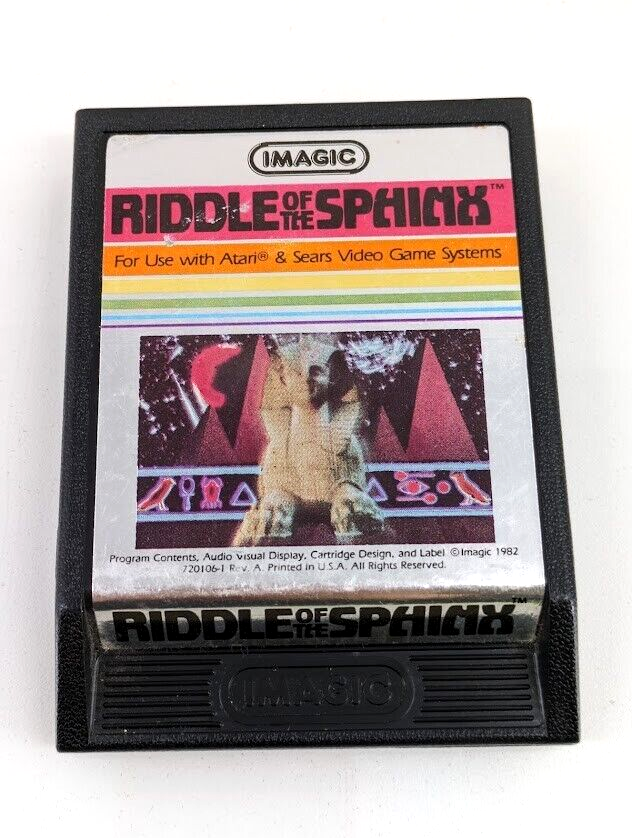 IMAGIC
RIDDLE OF THE SPHINX™
For Use with Atari® & Sears Video Game Systems
Program Contents, Audio Visual Display, Cartridge Design, and Label © Imagic 1982
720106-1 Rev. A. Printed in U.S.A. All Rights Reserved.
RIDDLE OF THE SPHINX™
IMAGIC